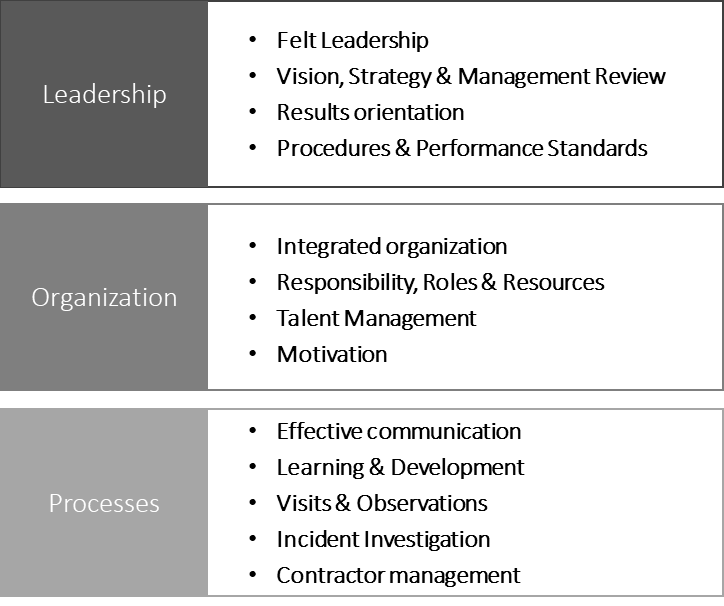 Leadership
• Felt Leadership
• Vision, Strategy & Management Review
• Results orientation
• Procedures & Performance Standards
Organization
• Integrated organization
• Responsibility, Roles & Resources
• Talent Management
• Motivation
Processes
• Effective communication
• Learning & Development
• Visits & Observations
• Incident Investigation
• Contractor management